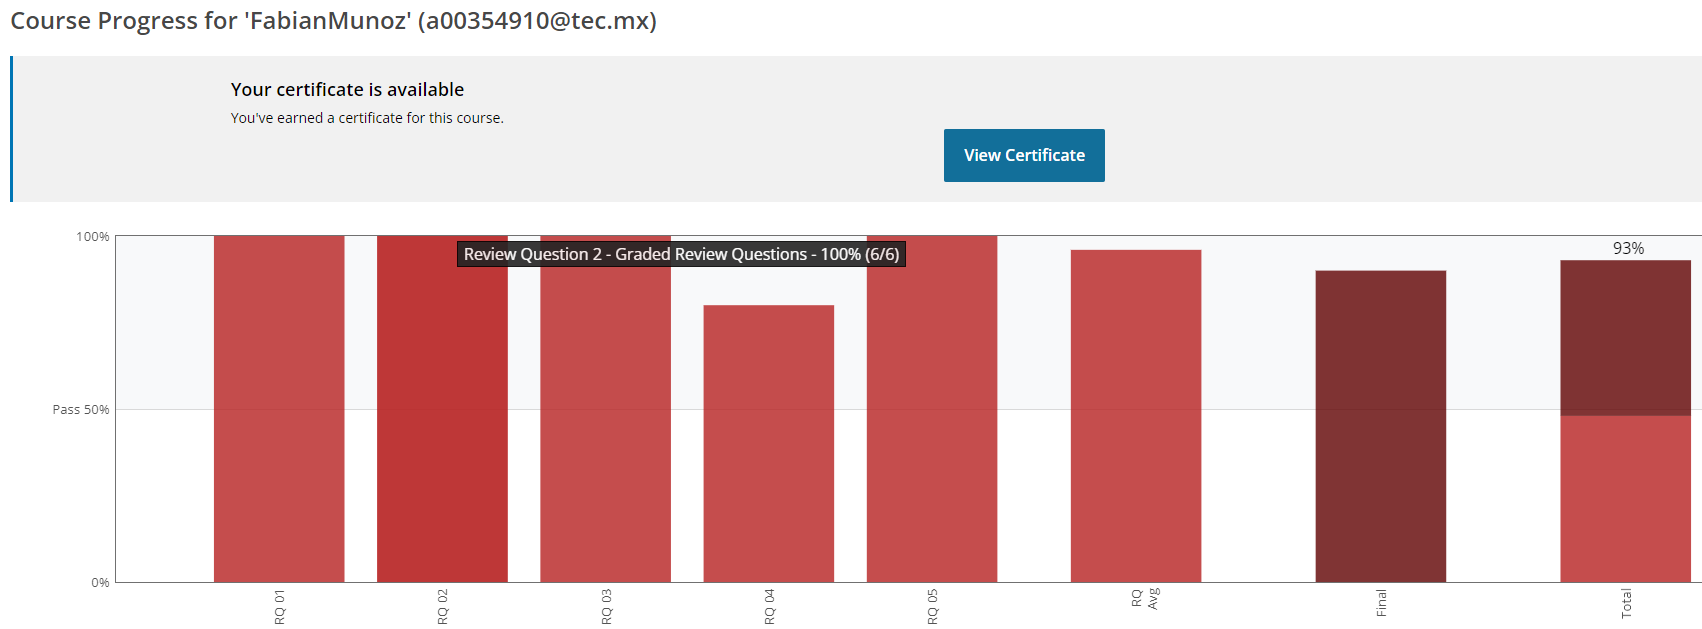 Course Progress for 'FabianMunoz' (a00354910@tec.mx)
Your certificate is available
You've earned a certificate for this course.
View Certificate
100%
Review Question 2 - Graded Review Questions - 100% (6/6)
93%
Pass 50%
0%
RQ 01
RQ 02
RQ 03
RQ 04
RQ 05
RQ
Avg
Final
Total